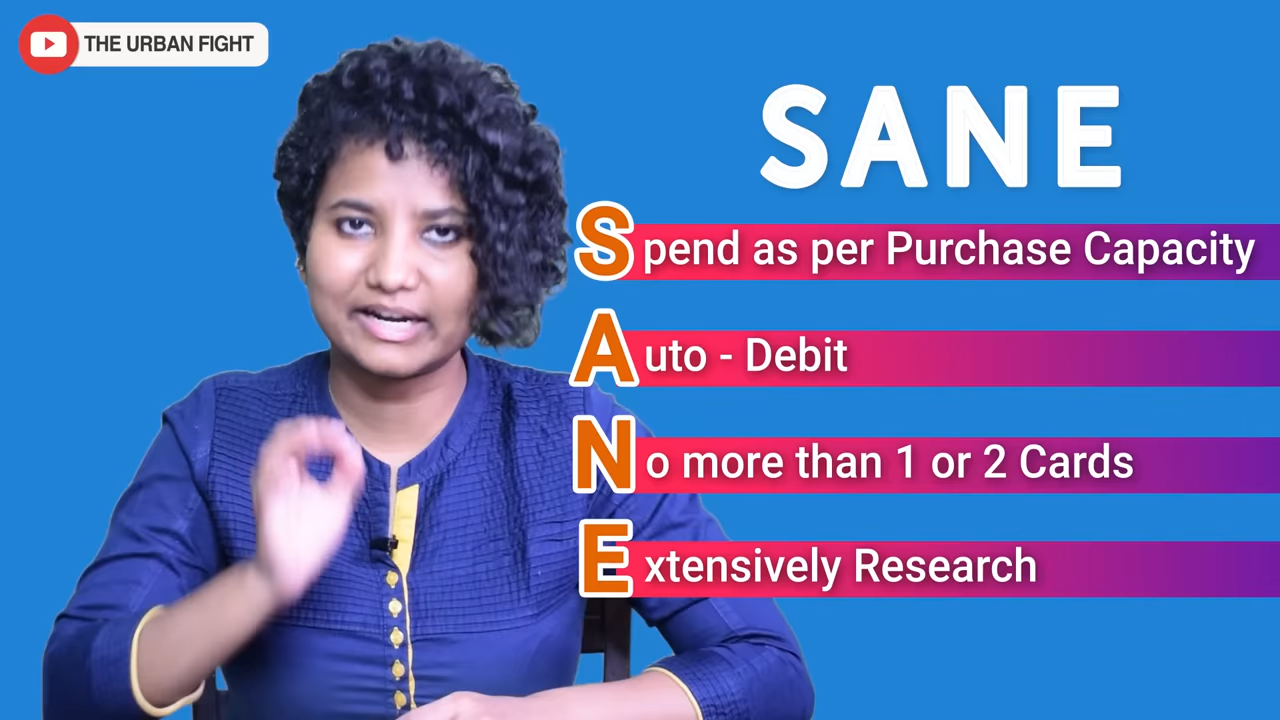 THE URBAN FIGHT
SANE
Spend as per Purchase Capacity
Auto - Debit
No more than 1 or 2 Cards
Extensively Research